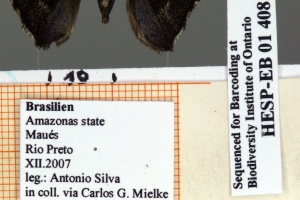 10
Brasilien
Amazonas state
Maués
Rio Preto
XII.2007
leg.: Antonio Silva
in coll. via Carlos G. Mielke
Sequenced for Barcoding at
Biodiversity Institute of Ontario
HESP-EB 01 408